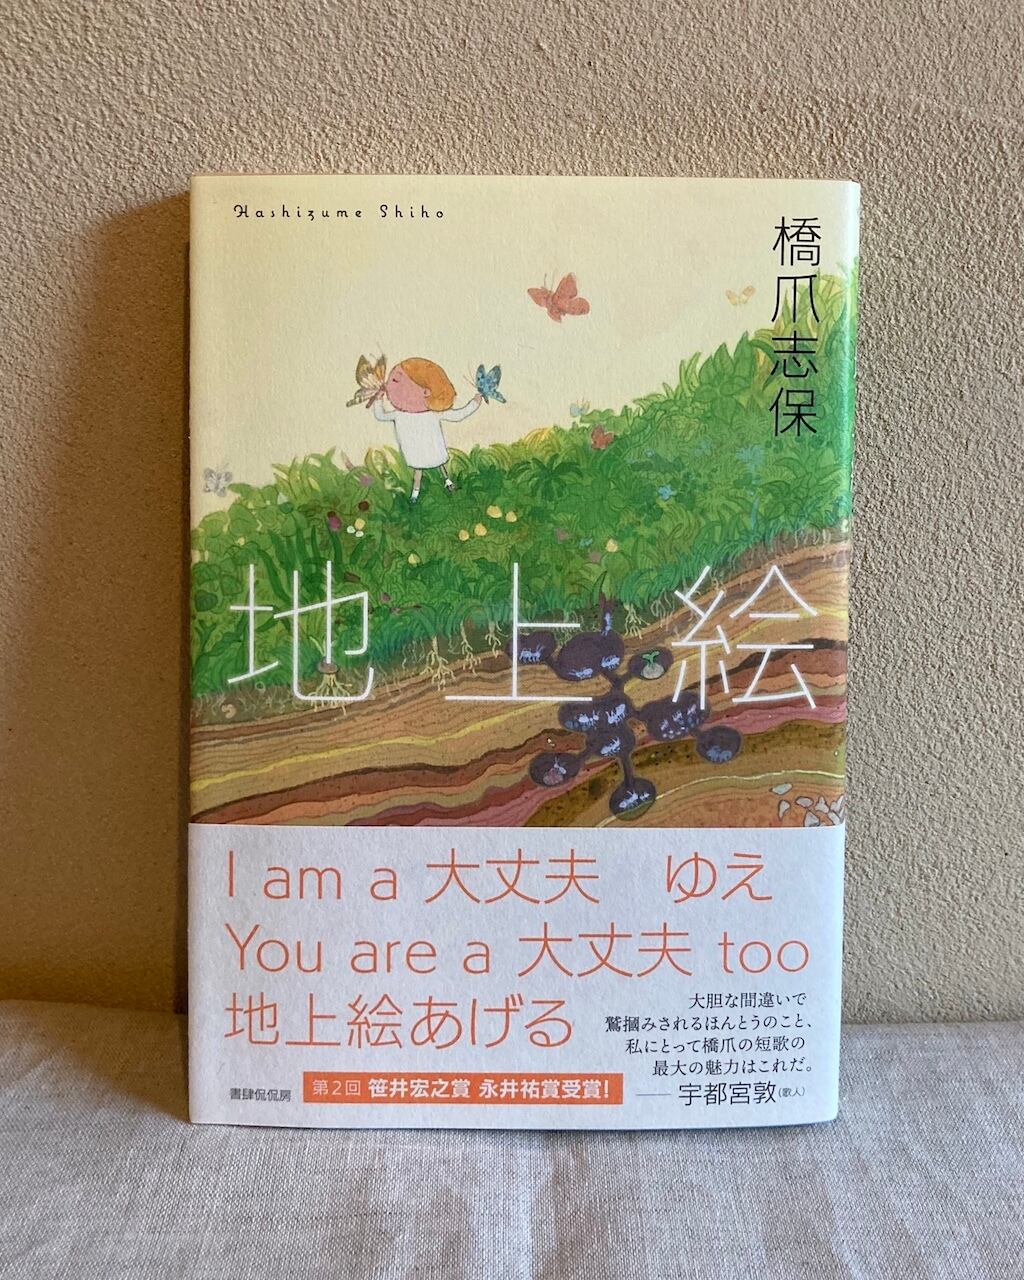 Hashizume Shiho
橋爪志保
地上絵
I am a 大丈夫　ゆえ
You are a 大丈夫 too
地上絵あげる
大胆な間違いで
鷲摑みされるほんとうのこと、
私にとって橋爪の短歌の
最大の魅力はこれだ。
── 宇都宮敦(歌人)
書肆侃侃房
第2回 笹井宏之賞 永井祐賞受賞!